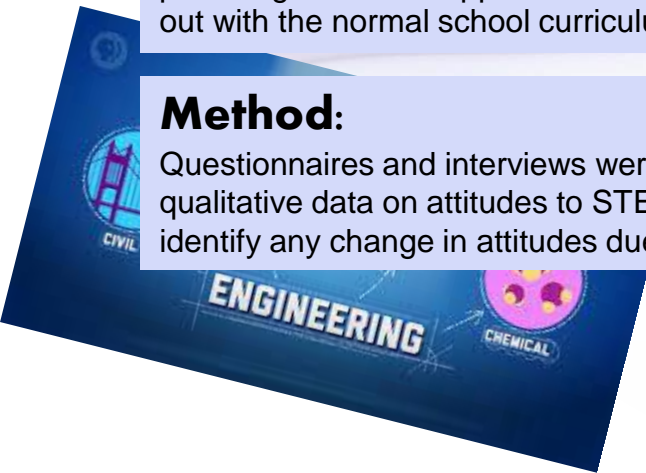 out with the normal school curricul
Method:
Questionnaires and interviews wer
qualitative data on attitudes to STE
identify any change in attitudes du
CIVIL
ENGINEERING
CHEMICAL